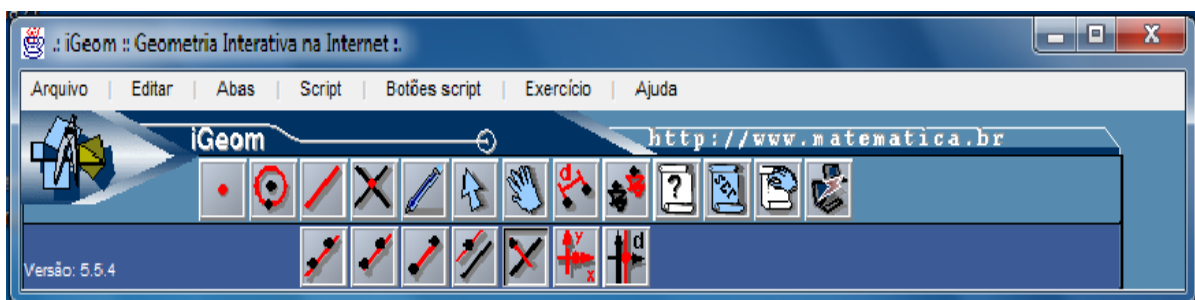 .: iGeom :: Geometria Interativa na Internet :.
Arquivo | Editar | Abas | Script | Botões script | Exercício | Ajuda
iGeom http://www.matematica.br
d ?
y x d
Versão: 5.5.4